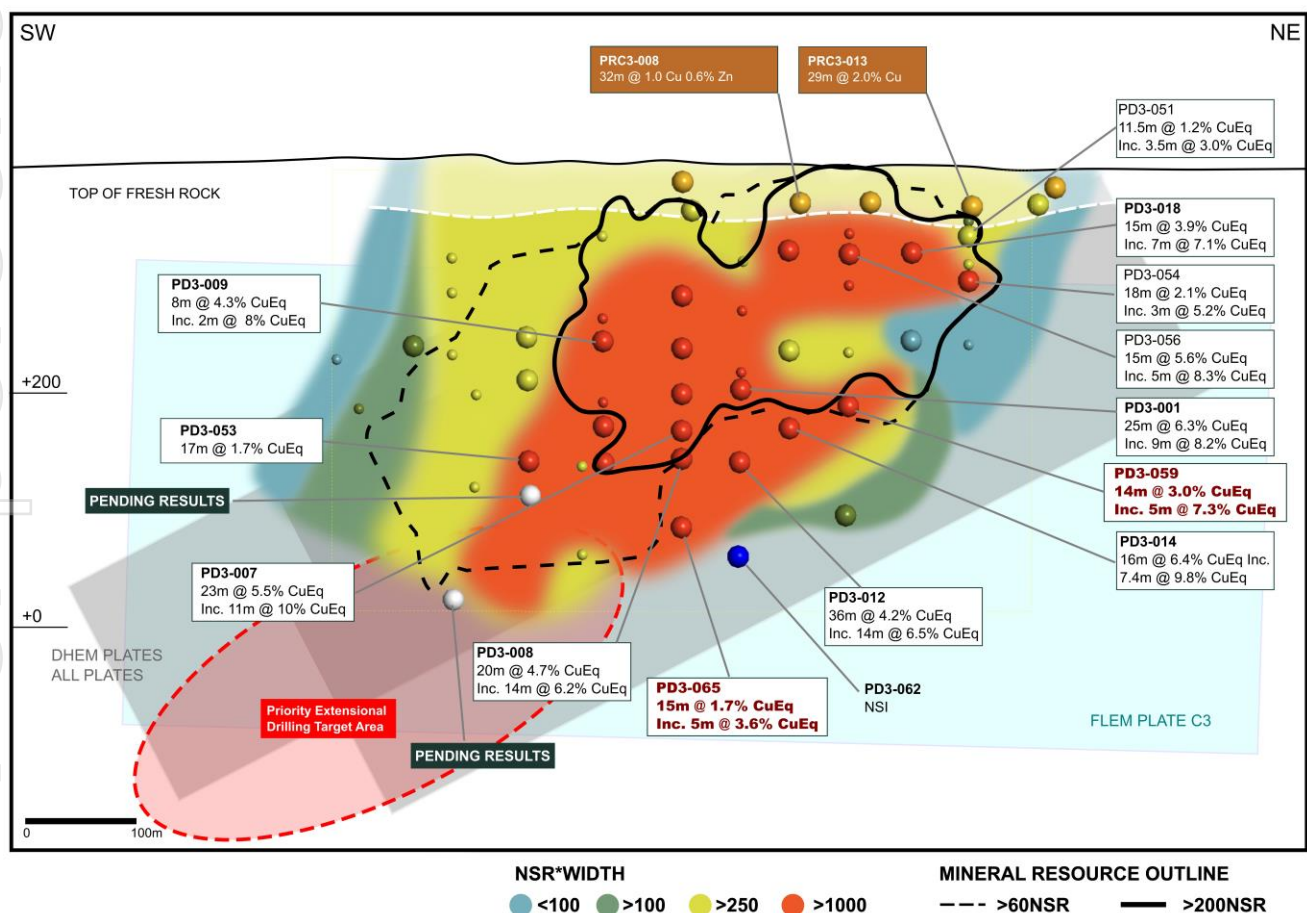 SW
NE
PRC3-008
32m @ 1.0 Cu 0.6% Zn
PRC3-013
29m @ 2.0% Cu
PD3-051
11.5m @ 1.2% CuEq
Inc. 3.5m @ 3.0% CuEq
TOP OF FRESH ROCK
PD3-018
15m @ 3.9% CuEq
Inc. 7m @ 7.1% CuEq
PD3-009
8m @ 4.3% CuEq
Inc. 2m @ 8% CuEq
PD3-054
18m @ 2.1% CuEq
Inc. 3m @ 5.2% CuEq
PD3-056
15m @ 5.6% CuEq
Inc. 5m @ 8.3% CuEq
+200
PD3-001
25m @ 6.3% CuEq
Inc. 9m @ 8.2% CuEq
PD3-053
17m @ 1.7% CuEq
PD3-059
14m @ 3.0% CuEq
Inc. 5m @ 7.3% CuEq
PENDING RESULTS
PD3-014
16m @ 6.4% CuEq Inc.
7.4m @ 9.8% CuEq
PD3-007
23m @ 5.5% CuEq
Inc. 11m @ 10% CuEq
PD3-012
36m @ 4.2% CuEq
Inc. 14m @ 6.5% CuEq
+0
DHEM PLATES
ALL PLATES
PD3-008
20m @ 4.7% CuEq
Inc. 14m @ 6.2% CuEq
PD3-065
15m @ 1.7% CuEq
Inc. 5m @ 3.6% CuEq
PD3-062
NSI
Priority Extensional
Drilling Target Area
FLEM PLATE C3
PENDING RESULTS
0 100m
NSR*WIDTH
<100 >100 >250 >1000
MINERAL RESOURCE OUTLINE
>60NSR >200NSR